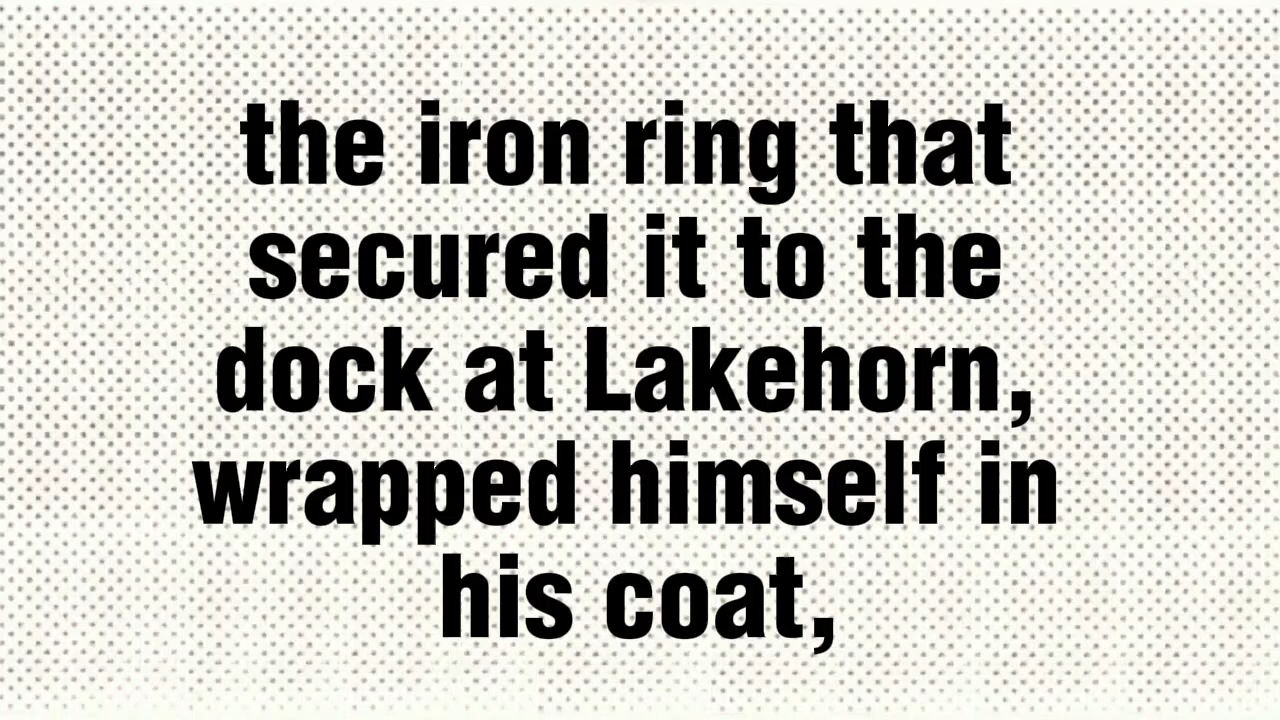 the iron ring that
secured it to the
dock at Lakehorn,
wrapped himself in
his coat,